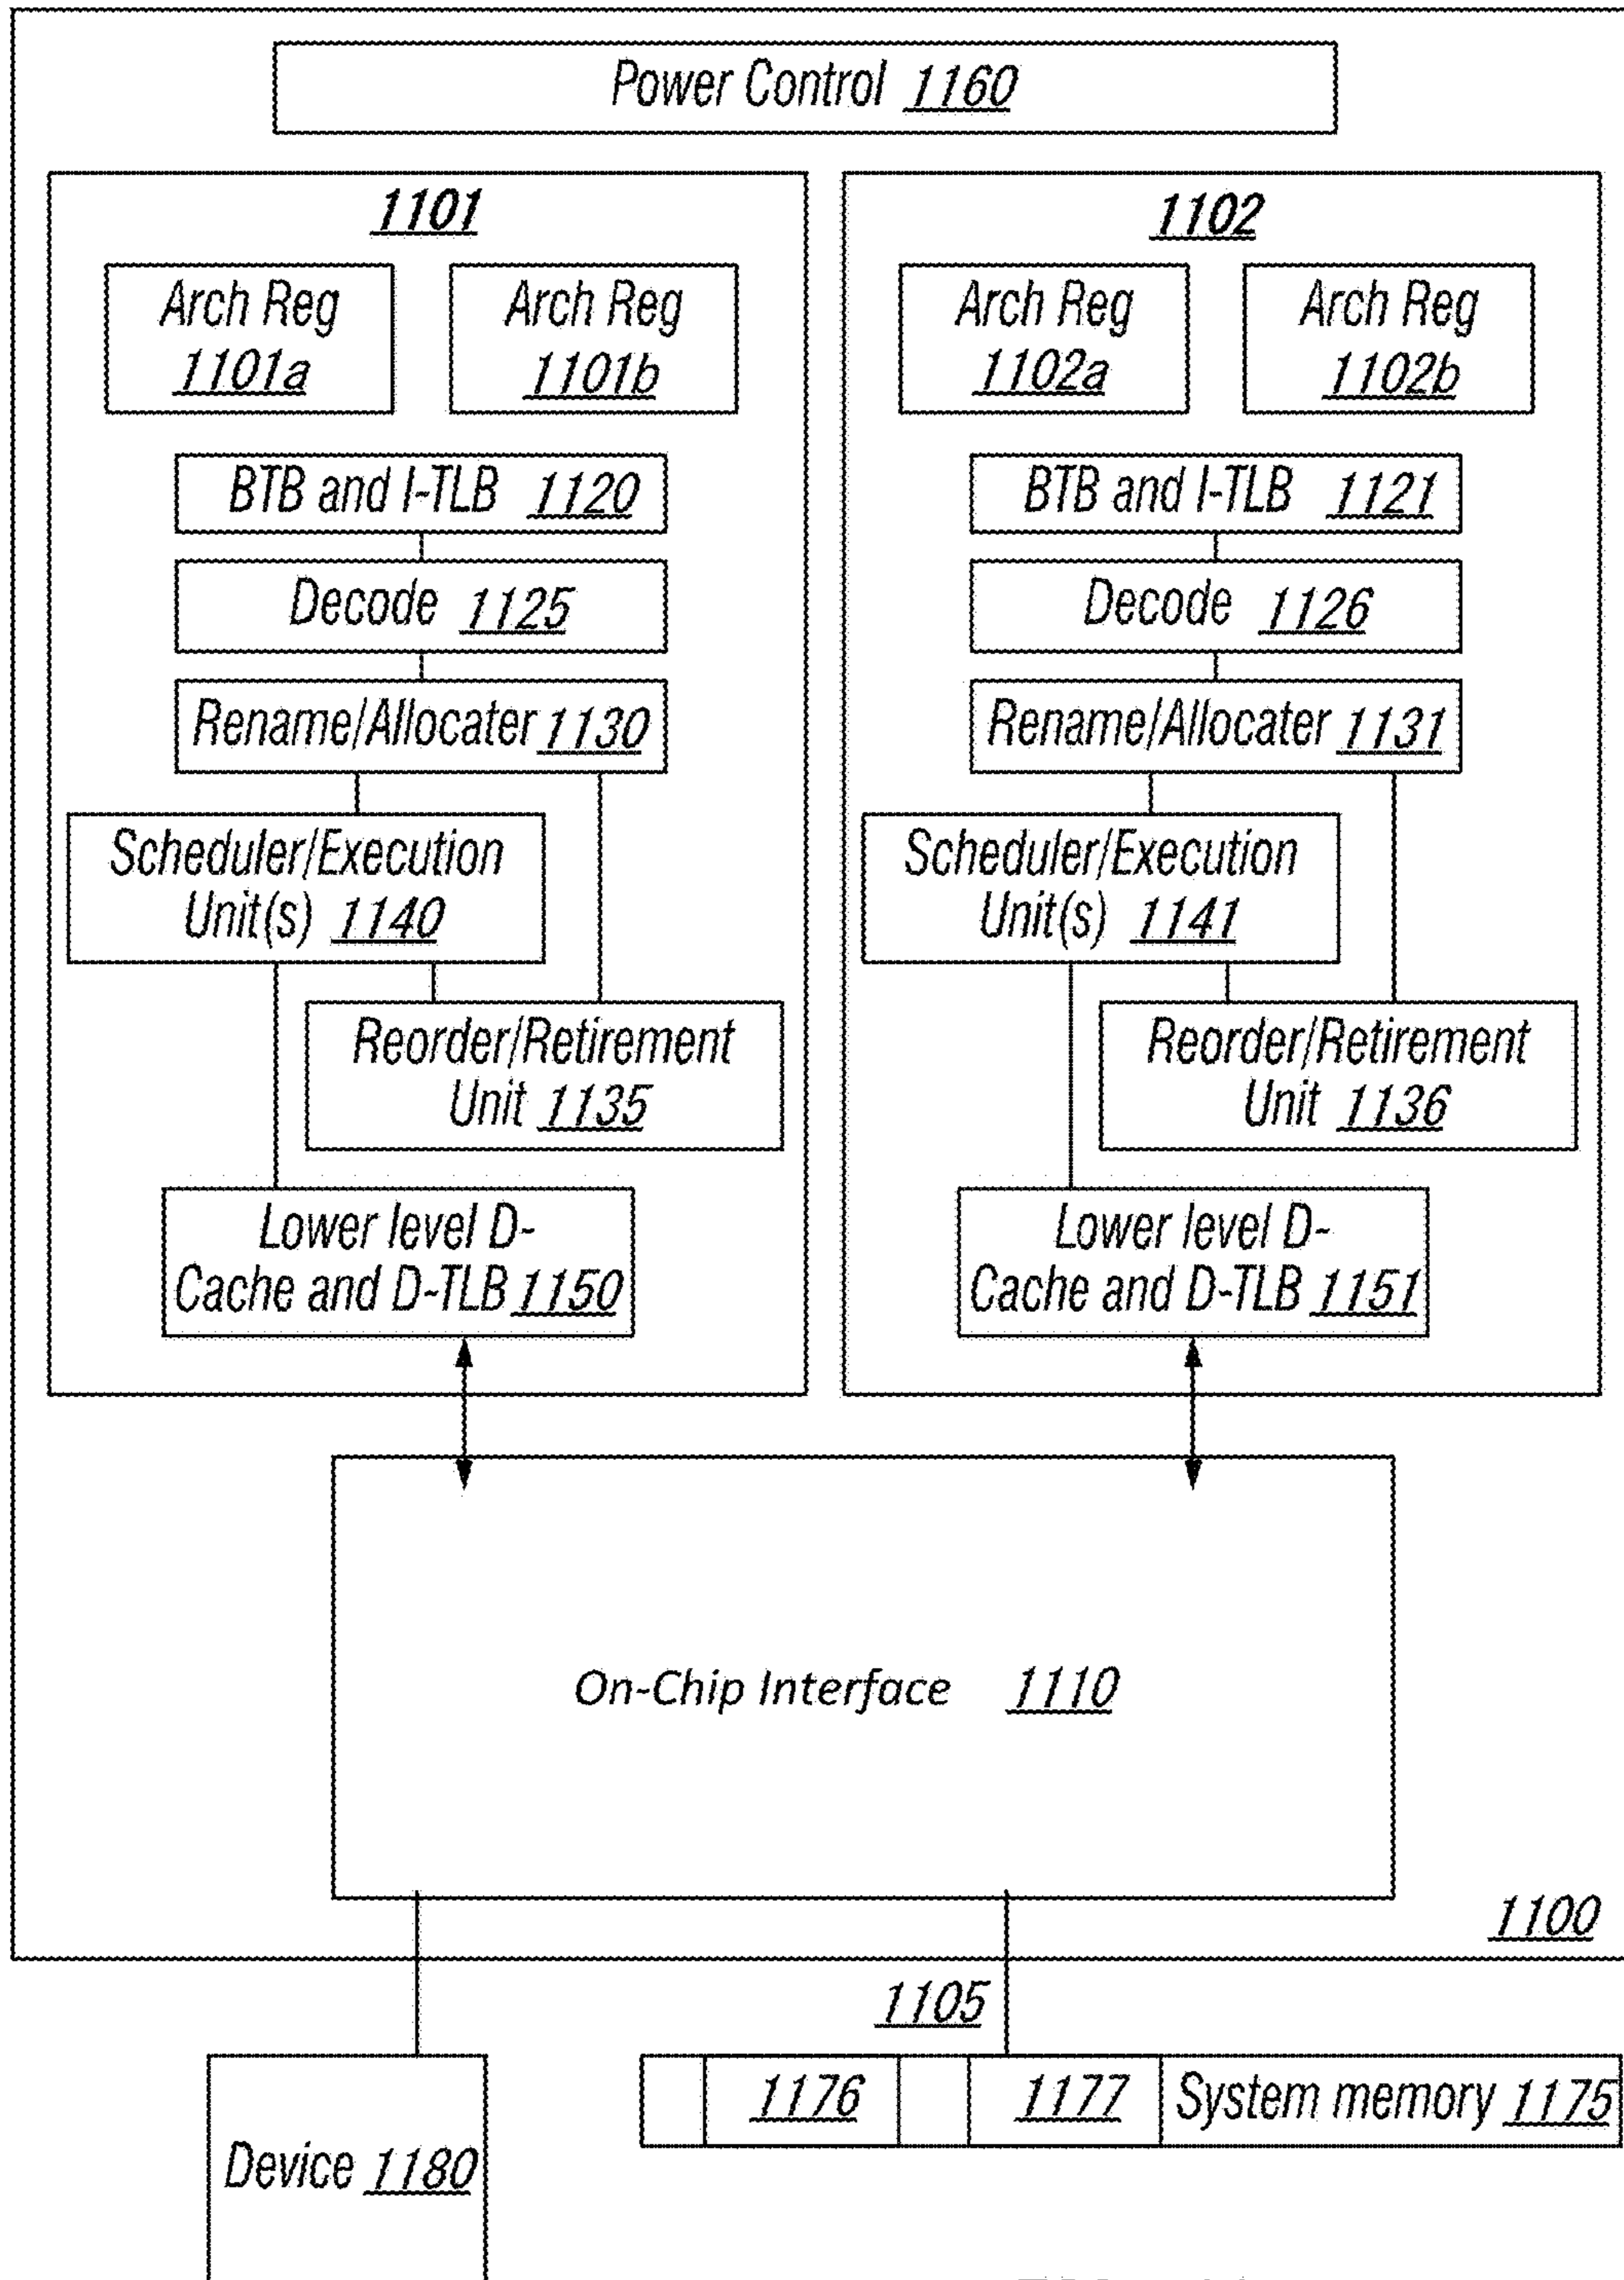 Power Control 1160
1101
Arch Reg
1101a
Arch Reg
1101b
BTB and I-TLB 1120
Decode 1125
Rename/Allocater 1130
Scheduler/Execution
Unit(s) 1140
Reorder/Retirement
Unit 1135
Lower level D-
Cache and D-TLB 1150
1102
Arch Reg
1102a
Arch Reg
1102b
BTB and I-TLB 1121
Decode 1126
Rename/Allocater 1131
Scheduler/Execution
Unit(s) 1141
Reorder/Retirement
Unit 1136
Lower level D-
Cache and D-TLB 1151
On-Chip Interface 1110
1100
1105
1176
1177
System memory 1175
Device 1180